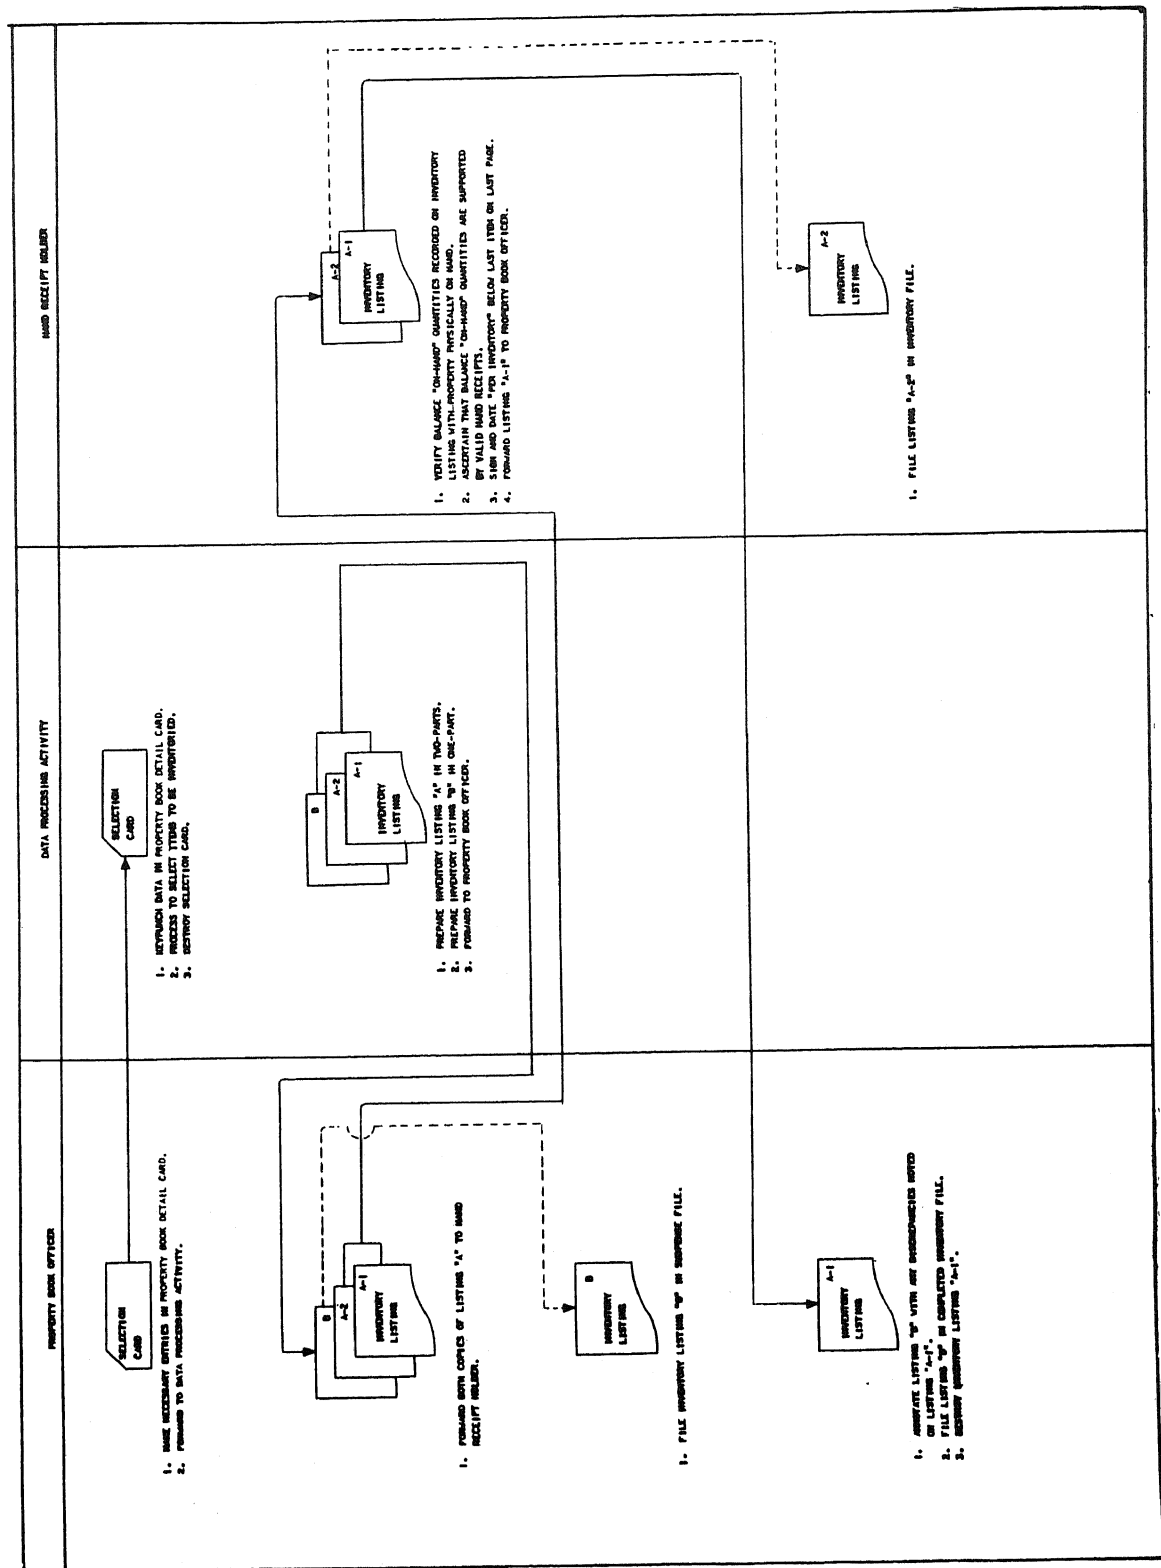 PROPERTY BOOK OFFICER
DATA PROCESSING ACTIVITY
HAND RECEIPT HOLDER
SELECTION
CARD
1. MAKE NECESSARY ENTRIES IN PROPERTY BOOK DETAIL CARD.
2. FORWARD TO DATA PROCESSING ACTIVITY.
SELECTION
CARD
1. KEYPUNCH DATA IN PROPERTY BOOK DETAIL CARD.
2. PROCESS TO SELECT ITEMS TO BE INVENTORIED.
3. DESTROY SELECTION CARD.
B
A-2
A-1
INVENTORY
LISTING
1. PREPARE INVENTORY LISTING "A" IN TWO-PARTS.
2. PREPARE INVENTORY LISTING "B" IN ONE-PART.
3. FORWARD TO PROPERTY BOOK OFFICER.
B
A-2
A-1
INVENTORY
LISTING
1. FORWARD BOTH COPIES OF LISTING "A" TO HAND
RECEIPT HOLDER.
B
INVENTORY
LISTING
1. FILE INVENTORY LISTING "B" IN SUSPENSE FILE.
A-2
A-1
INVENTORY
LISTING
1. VERIFY BALANCE "ON-HAND" QUANTITIES RECORDED ON INVENTORY
LISTING WITH PROPERTY PHYSICALLY ON HAND.
2. ASCERTAIN THAT BALANCE "ON-HAND" QUANTITIES ARE SUPPORTED
BY VALID HAND RECEIPTS.
3. SIGN AND DATE "PER INVENTORY" BELOW LAST ITEM ON LAST PAGE.
4. FORWARD LISTING "A-1" TO PROPERTY BOOK OFFICER.
A-1
INVENTORY
LISTING
1. ANNOTATE LISTING "B" WITH ANY DISCREPANCIES NOTED
ON LISTING "A-1".
2. FILE LISTING "B" IN COMPLETED INVENTORY FILE.
3. DESTROY INVENTORY LISTING "A-1".
A-2
INVENTORY
LISTING
1. FILE LISTING "A-2" IN INVENTORY FILE.